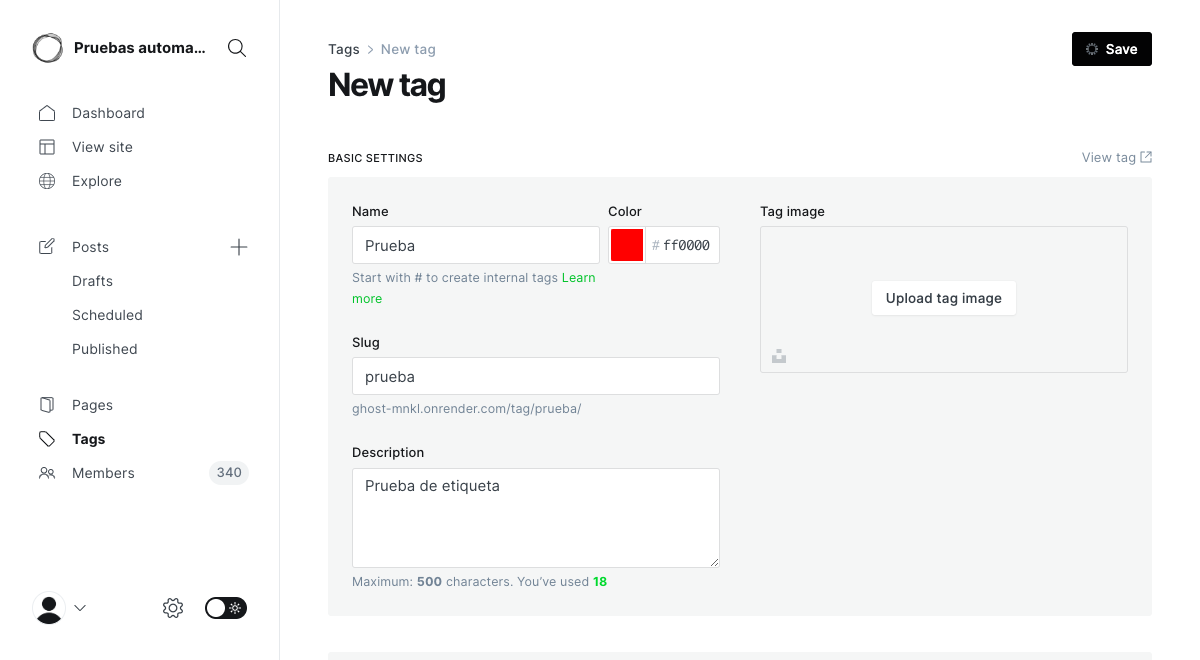 Pruebas automa...
Dashboard
View site
Explore
Posts
Drafts
Scheduled
Published
Pages
Tags
Members 340
Tags > New tag
Save
New tag
BASIC SETTINGS
View tag
Name
Prueba
Start with # to create internal tags Learn
more
Color
# ff0000
Slug
prueba
ghost-mnkl.onrender.com/tag/prueba/
Description
Prueba de etiqueta
Maximum: 500 characters. You’ve used 18
Tag image
Upload tag image